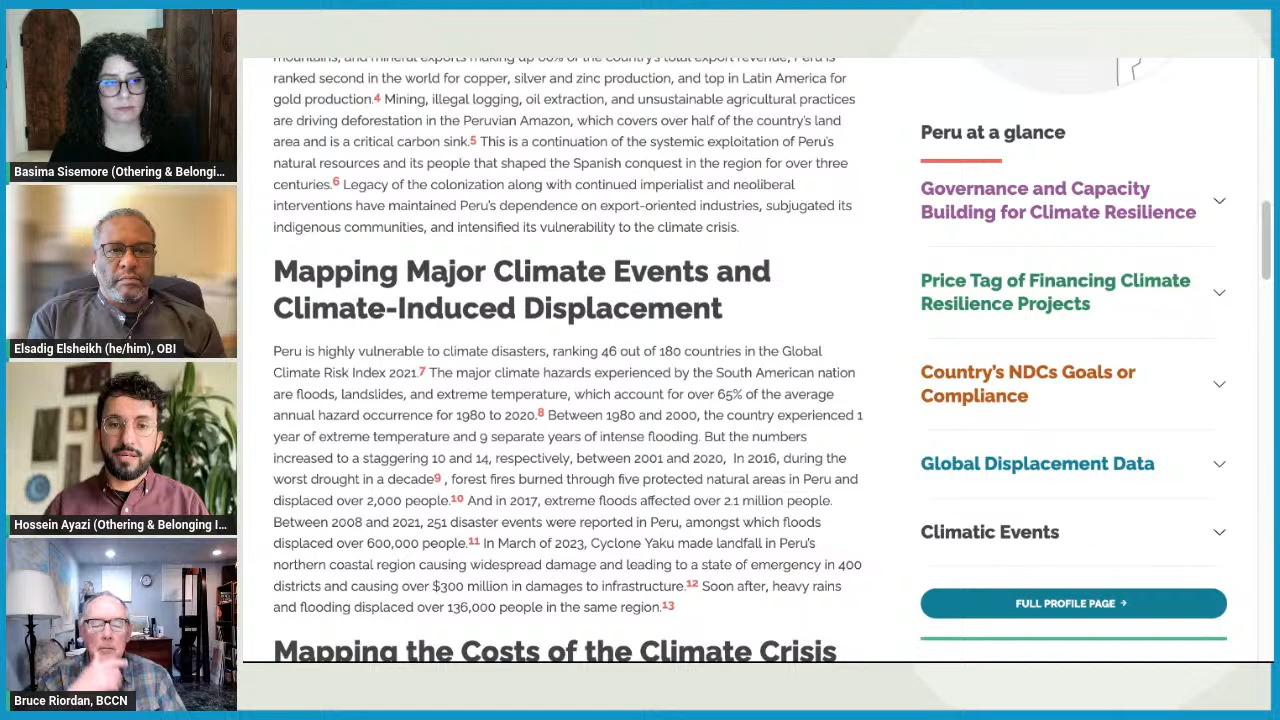 Basima Sisemore (Othering & Belongi...
Elsadig Elsheikh (he/him), OBI
Hossein Ayazi (Othering & Belonging I...
Bruce Riordan, BCCN
mountains, and mineral exports making up 60% of the country's total export revenue, Peru is
ranked second in the world for copper, silver and zinc production, and top in Latin America for
gold production.4 Mining, illegal logging, oil extraction, and unsustainable agricultural practices
are driving deforestation in the Peruvian Amazon, which covers over half of the country's land
area and is a critical carbon sink.5 This is a continuation of the systemic exploitation of Peru's
natural resources and its people that shaped the Spanish conquest in the region for over three
centuries.6 Legacy of the colonization along with continued imperialist and neoliberal
interventions have maintained Peru's dependence on export-oriented industries, subjugated its
indigenous communities, and intensified its vulnerability to the climate crisis.
Mapping Major Climate Events and
Climate-Induced Displacement
Peru is highly vulnerable to climate disasters, ranking 46 out of 180 countries in the Global
Climate Risk Index 2021.7 The major climate hazards experienced by the South American nation
are floods, landslides, and extreme temperature, which account for over 65% of the average
annual hazard occurrence for 1980 to 2020.8 Between 1980 and 2000, the country experienced 1
year of extreme temperature and 9 separate years of intense flooding. But the numbers
increased to a staggering 10 and 14, respectively, between 2001 and 2020, In 2016, during the
worst drought in a decade9 , forest fires burned through five protected natural areas in Peru and
displaced over 2,000 people.10 And in 2017, extreme floods affected over 2.1 million people.
Between 2008 and 2021, 251 disaster events were reported in Peru, amongst which floods
displaced over 600,000 people.11 In March of 2023, Cyclone Yaku made landfall in Peru's
northern coastal region causing widespread damage and leading to a state of emergency in 400
districts and causing over $300 million in damages to infrastructure.12 Soon after, heavy rains
and flooding displaced over 136,000 people in the same region.13
Mapping the Costs of the Climate Crisis
Peru at a glance
Governance and Capacity
Building for Climate Resilience
Price Tag of Financing Climate
Resilience Projects
Country's NDCs Goals or
Compliance
Global Displacement Data
Climatic Events
FULL PROFILE PAGE →